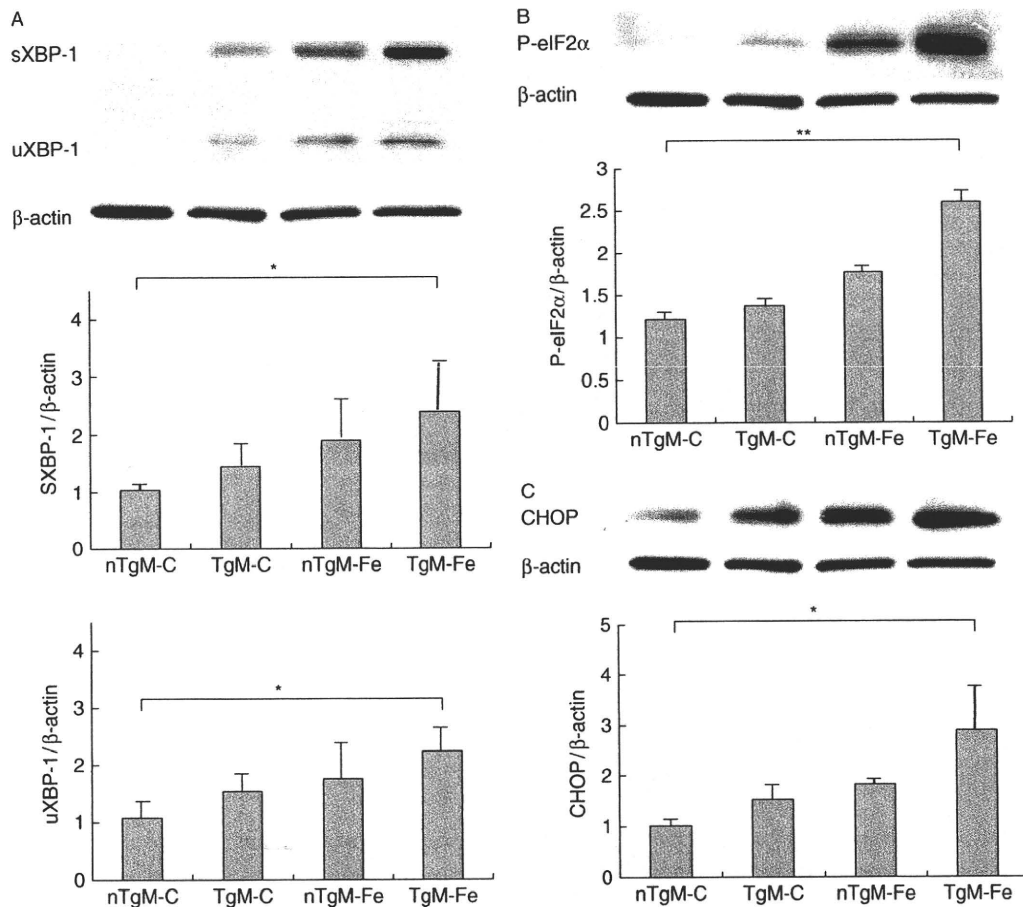 A
sXBP-1
uXBP-1
β-actin
*
SXBP-1/β-actin
4
3
2
1
0
nTgM-C TgM-C nTgM-Fe TgM-Fe
*
uXBP-1/β-actin
4
3
2
1
0
nTgM-C TgM-C nTgM-Fe TgM-Fe
B
P-eIF2α
β-actin
**
P-eIF2α/β-actin
3
2.5
2
1.5
1
0.5
0
nTgM-C TgM-C nTgM-Fe TgM-Fe
C
CHOP
β-actin
*
CHOP/β-actin
5
4
3
2
1
0
nTgM-C TgM-C nTgM-Fe TgM-Fe